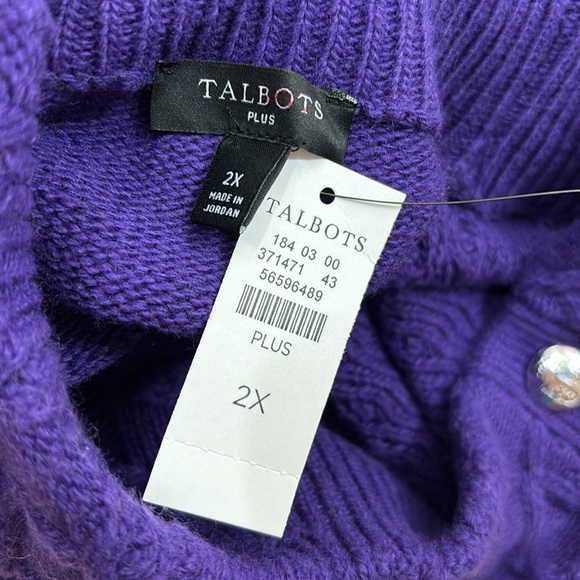 TALBOTS
PLUS
2X
MADE IN
JORDAN
TALBOTS
184 03 00
371471 43
56596489
PLUS
2X